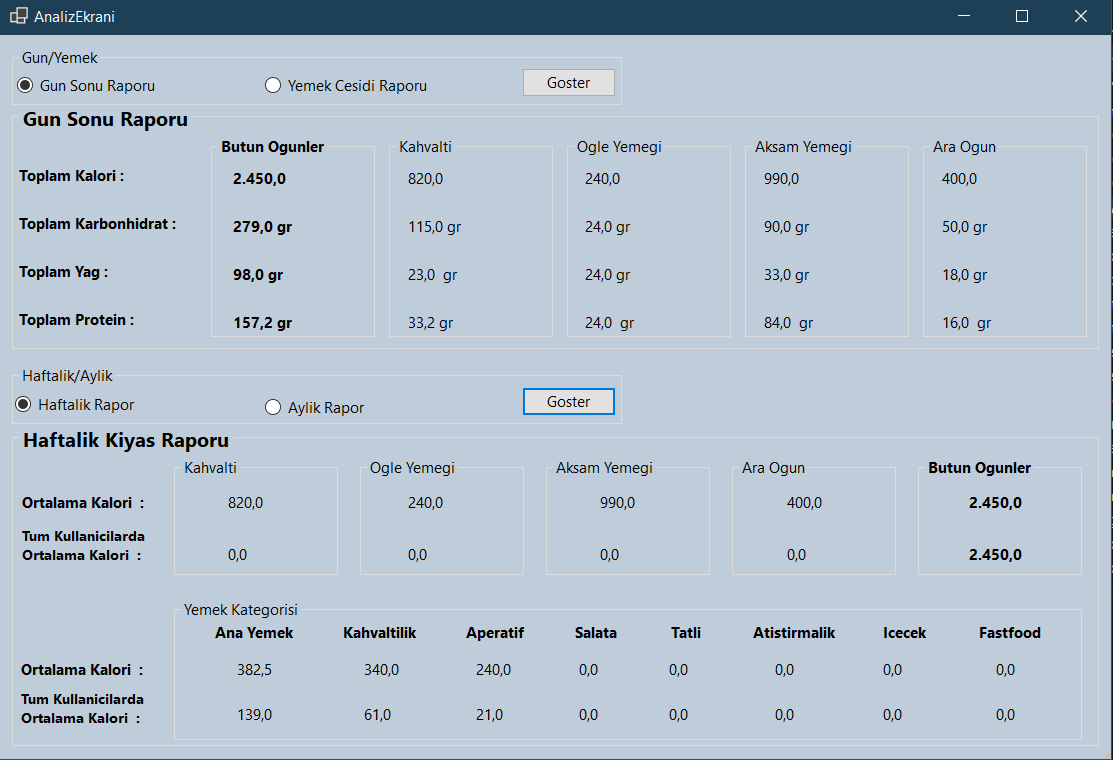 AnalizEkrani
Gun/Yemek
Gun Sonu Raporu Yemek Cesidi Raporu Goster
Gun Sonu Raporu
Butun Ogunler Kahvalti Ogle Yemegi Aksam Yemegi Ara Ogun
Toplam Kalori : 2.450,0 820,0 240,0 990,0 400,0
Toplam Karbonhidrat : 279,0 gr 115,0 gr 24,0 gr 90,0 gr 50,0 gr
Toplam Yag : 98,0 gr 23,0 gr 24,0 gr 33,0 gr 18,0 gr
Toplam Protein : 157,2 gr 33,2 gr 24,0 gr 84,0 gr 16,0 gr
Haftalik/Aylik
Haftalik Rapor Aylik Rapor Goster
Haftalik Kiyas Raporu
Kahvalti Ogle Yemegi Aksam Yemegi Ara Ogun Butun Ogunler
Ortalama Kalori : 820,0 240,0 990,0 400,0 2.450,0
Tum Kullanicilarda
Ortalama Kalori : 0,0 0,0 0,0 0,0 2.450,0
Yemek Kategorisi
Ana Yemek Kahvaltilik Aperatif Salata Tatli Atistirmalik Icecek Fastfood
Ortalama Kalori : 382,5 340,0 240,0 0,0 0,0 0,0 0,0 0,0
Tum Kullanicilarda
Ortalama Kalori : 139,0 61,0 21,0 0,0 0,0 0,0 0,0 0,0